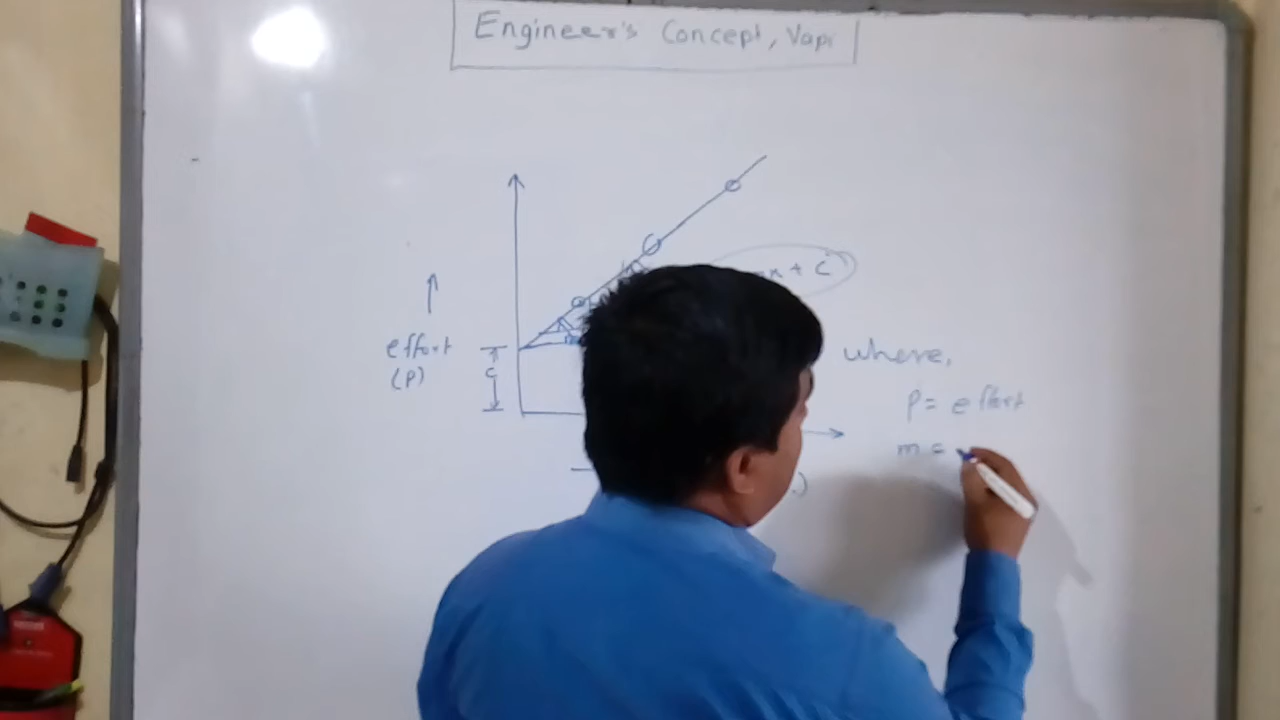 Engineer's Concept, Vapi
+ C
effort
(P)
C
where,
P = effort
m =
)